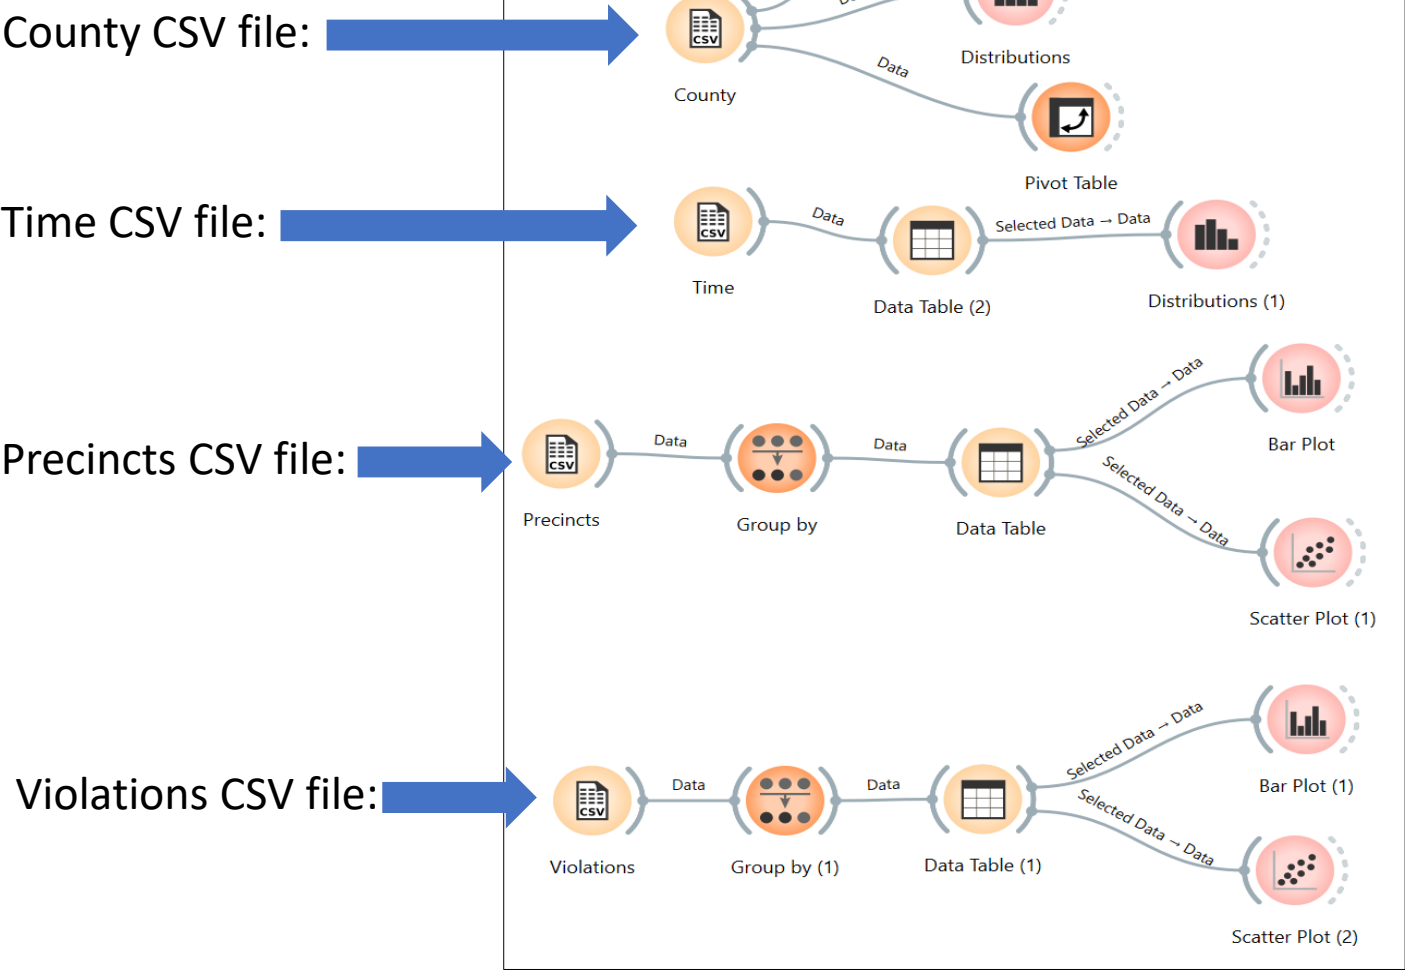 County CSV file:
CSV
County
Distributions
Data
Pivot Table
Time CSV file:
CSV
Time
Data
Data Table (2)
Selected Data → Data
Distributions (1)
Precincts CSV file:
CSV
Precincts
Data
Group by
Data
Data Table
Selected Data → Data
Bar Plot
Selected Data → Data
Scatter Plot (1)
Violations CSV file:
CSV
Violations
Data
Group by (1)
Data
Data Table (1)
Selected Data → Data
Bar Plot (1)
Selected Data → Data
Scatter Plot (2)